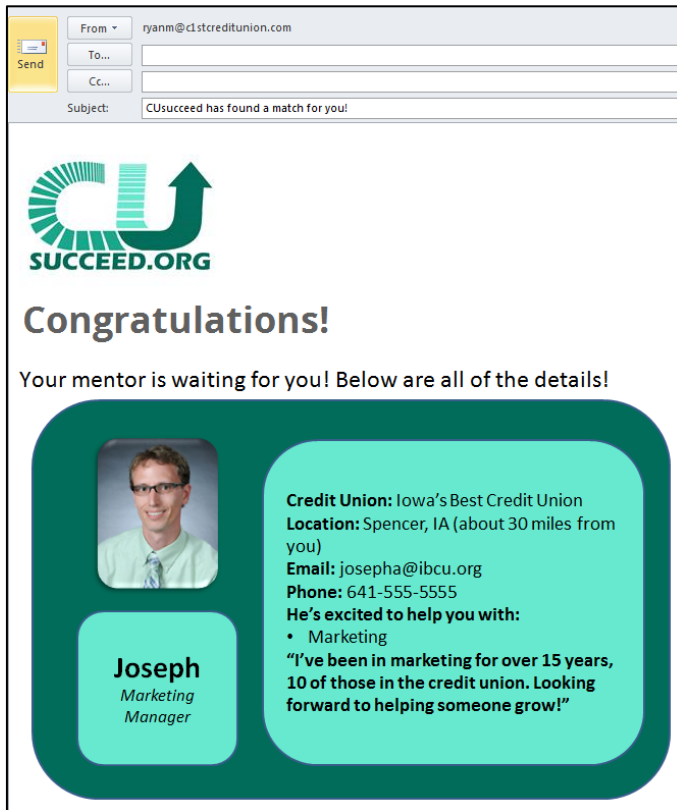 From
ryanm@c1stcreditunion.com
Send
To...
Cc...
Subject:
CUsucceed has found a match for you!
CU
SUCCEED.ORG
Congratulations!
Your mentor is waiting for you! Below are all of the details!
Joseph
Marketing
Manager
Credit Union: Iowa's Best Credit Union
Location: Spencer, IA (about 30 miles from
you)
Email: josepha@ibcu.org
Phone: 641-555-5555
He's excited to help you with:
• Marketing
“I've been in marketing for over 15 years,
10 of those in the credit union. Looking
forward to helping someone grow!”